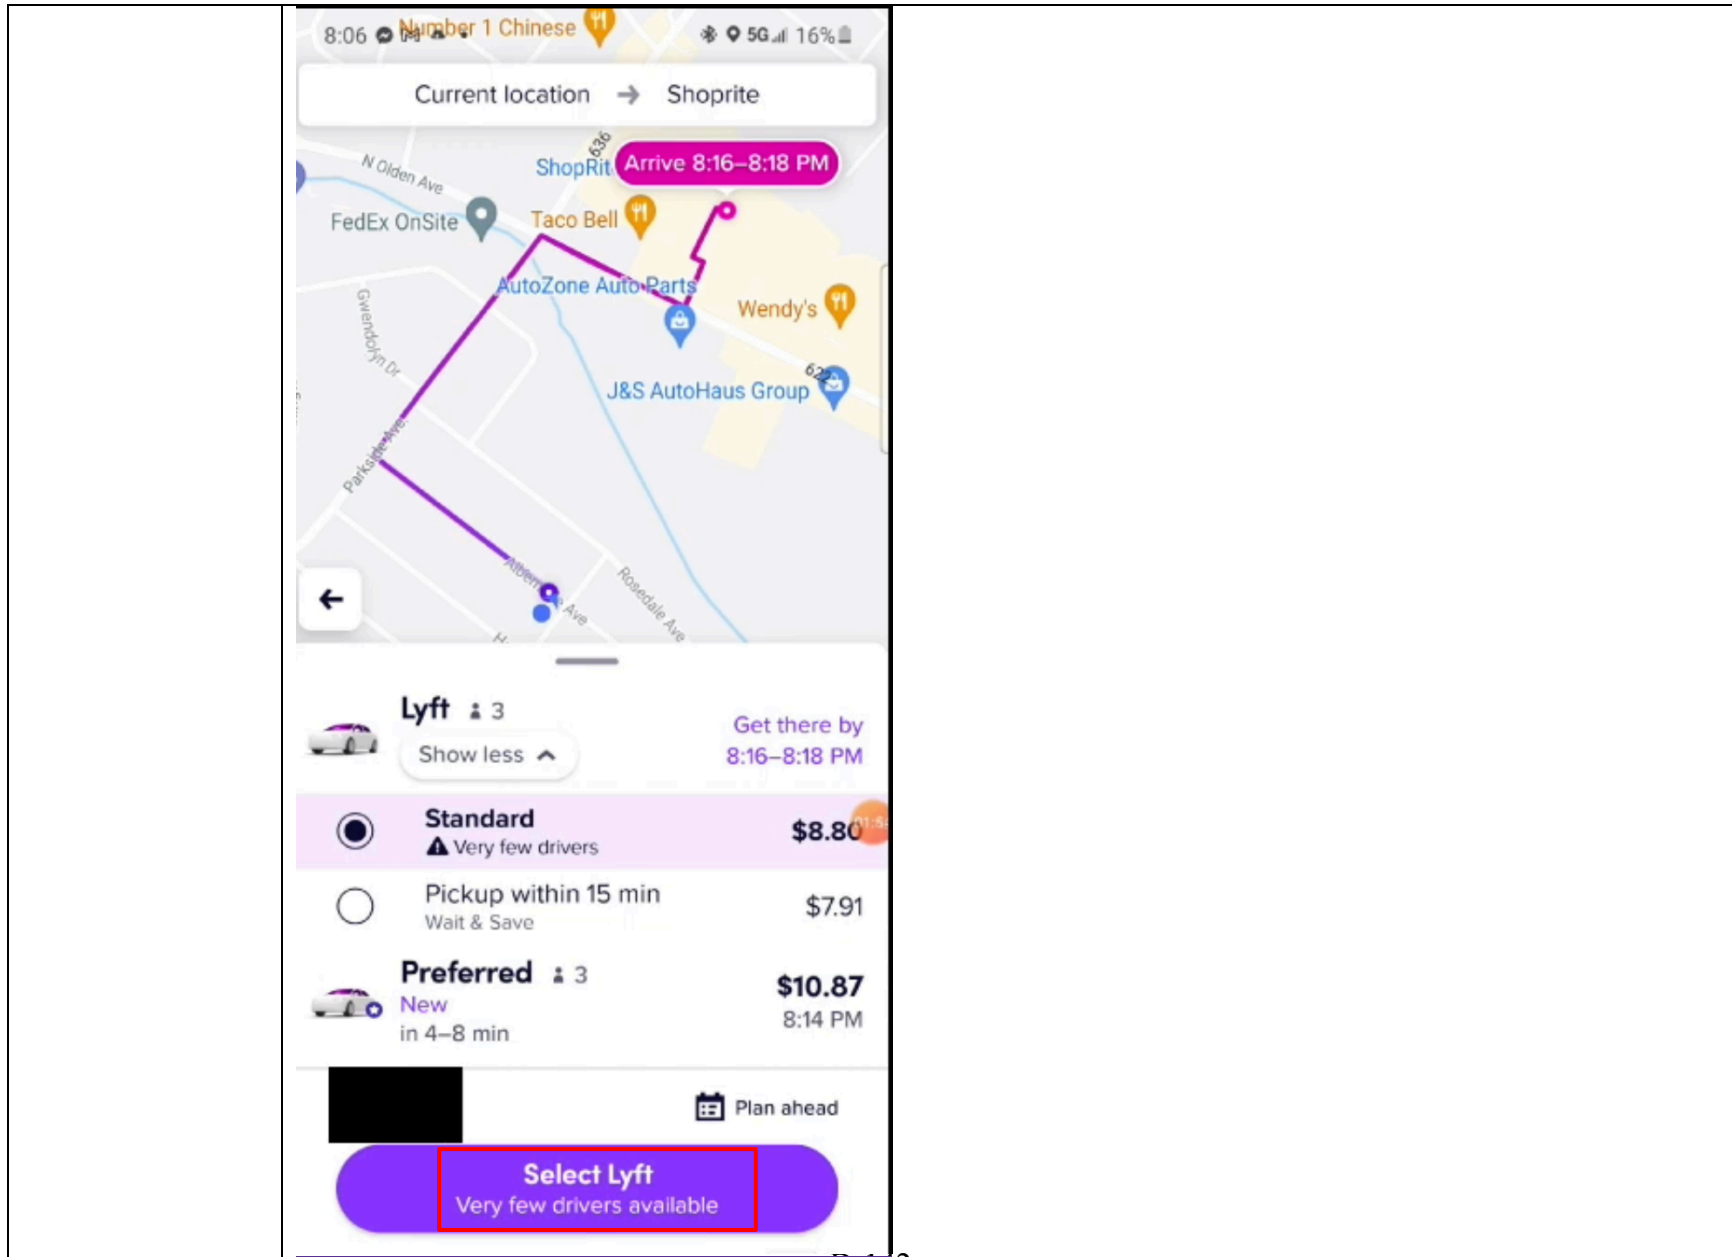 8:06
Number 1 Chinese
5G 16%
Current location → Shoprite
636
N Olden Ave
ShopRit
Arrive 8:16–8:18 PM
FedEx OnSite
Taco Bell
AutoZone Auto Parts
Gwendolyn Dr
Wendy's
622
J&S AutoHaus Group
Parkside Ave
Ave
Rosedale Ave
Lyft 3
Show less
Get there by
8:16–8:18 PM
Standard
Very few drivers
$8.80
Pickup within 15 min
Wait & Save
$7.91
Preferred 3
New
in 4–8 min
$10.87
8:14 PM
Plan ahead
Select Lyft
Very few drivers available